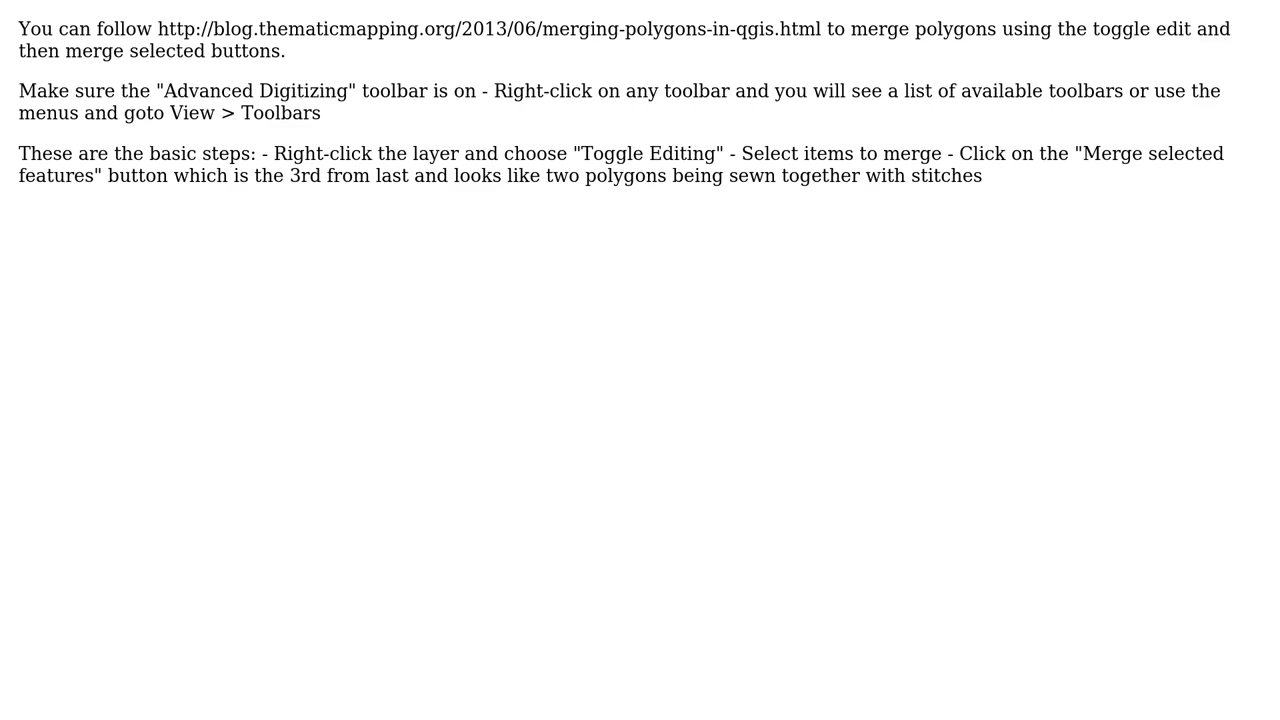 You can follow http://blog.thematicmapping.org/2013/06/merging-polygons-in-qgis.html to merge polygons using the toggle edit and
then merge selected buttons.
Make sure the "Advanced Digitizing" toolbar is on - Right-click on any toolbar and you will see a list of available toolbars or use the
menus and goto View > Toolbars
These are the basic steps: - Right-click the layer and choose "Toggle Editing" - Select items to merge - Click on the "Merge selected
features" button which is the 3rd from last and looks like two polygons being sewn together with stitches